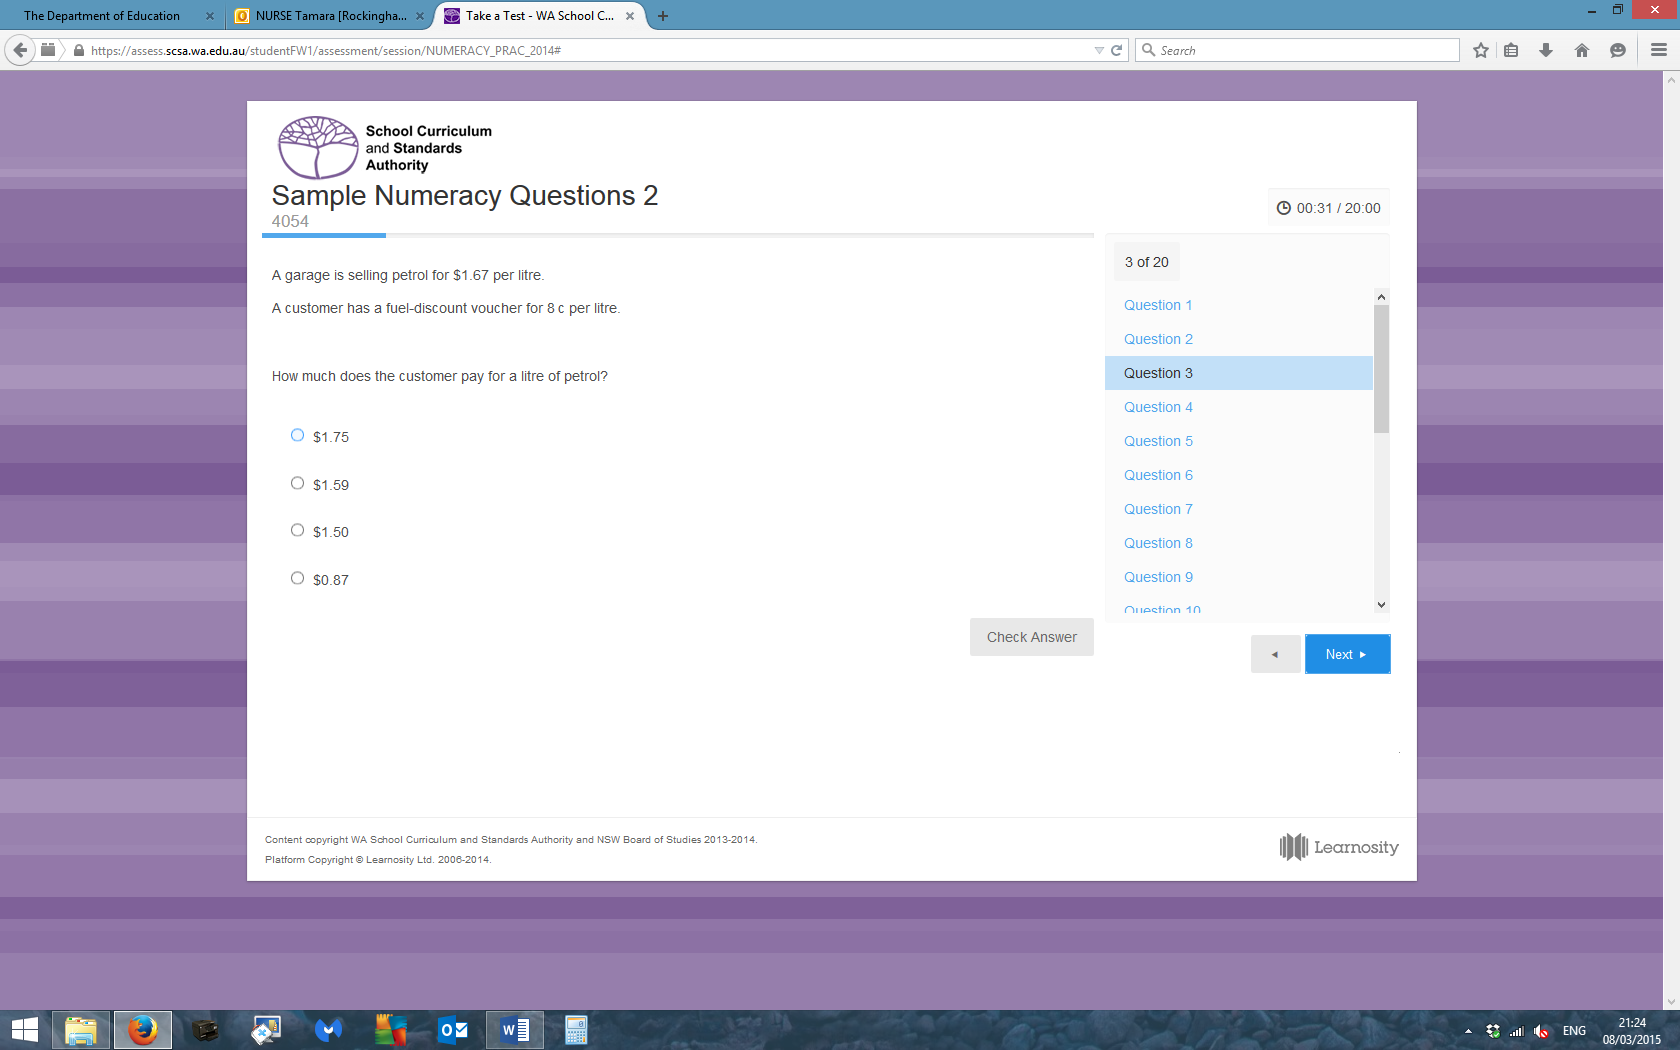 The Department of Education
NURSE Tamara [Rockingha...
Take a Test - WA School C...
https://assess.scsa.wa.edu.au/studentFW1/assessment/session/NUMERACY_PRAC_2014#
Search
School Curriculum
and Standards
Authority
Sample Numeracy Questions 2
4054
00:31 / 20:00
A garage is selling petrol for $1.67 per litre.
A customer has a fuel-discount voucher for 8 c per litre.
How much does the customer pay for a litre of petrol?
$1.75
$1.59
$1.50
$0.87
Check Answer
3 of 20
Question 1
Question 2
Question 3
Question 4
Question 5
Question 6
Question 7
Question 8
Question 9
Question 10
Next
Content copyright WA School Curriculum and Standards Authority and NSW Board of Studies 2013-2014.
Platform Copyright © Learnosity Ltd. 2006-2014.
Learnosity
ENG
21:24
08/03/2015